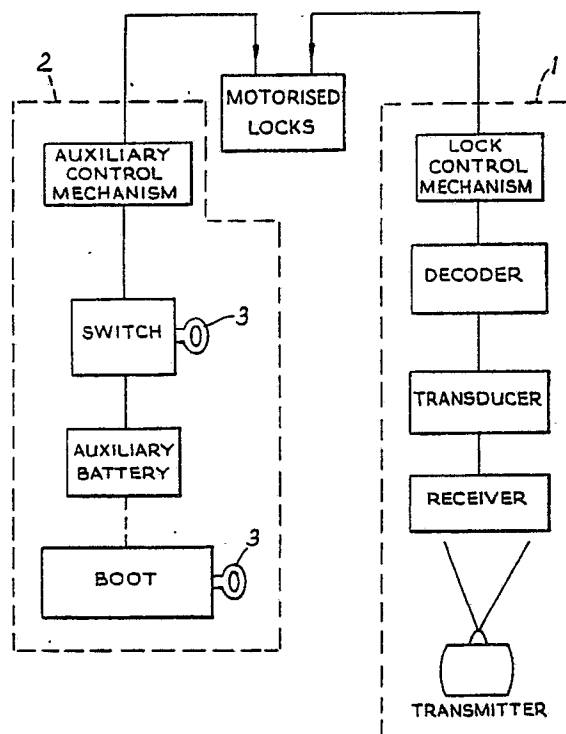 2
1
MOTORISED
LOCKS
AUXILIARY
CONTROL
MECHANISM
LOCK
CONTROL
MECHANISM
DECODER
SWITCH
3
TRANSDUCER
AUXILIARY
BATTERY
RECEIVER
BOOT
3
TRANSMITTER